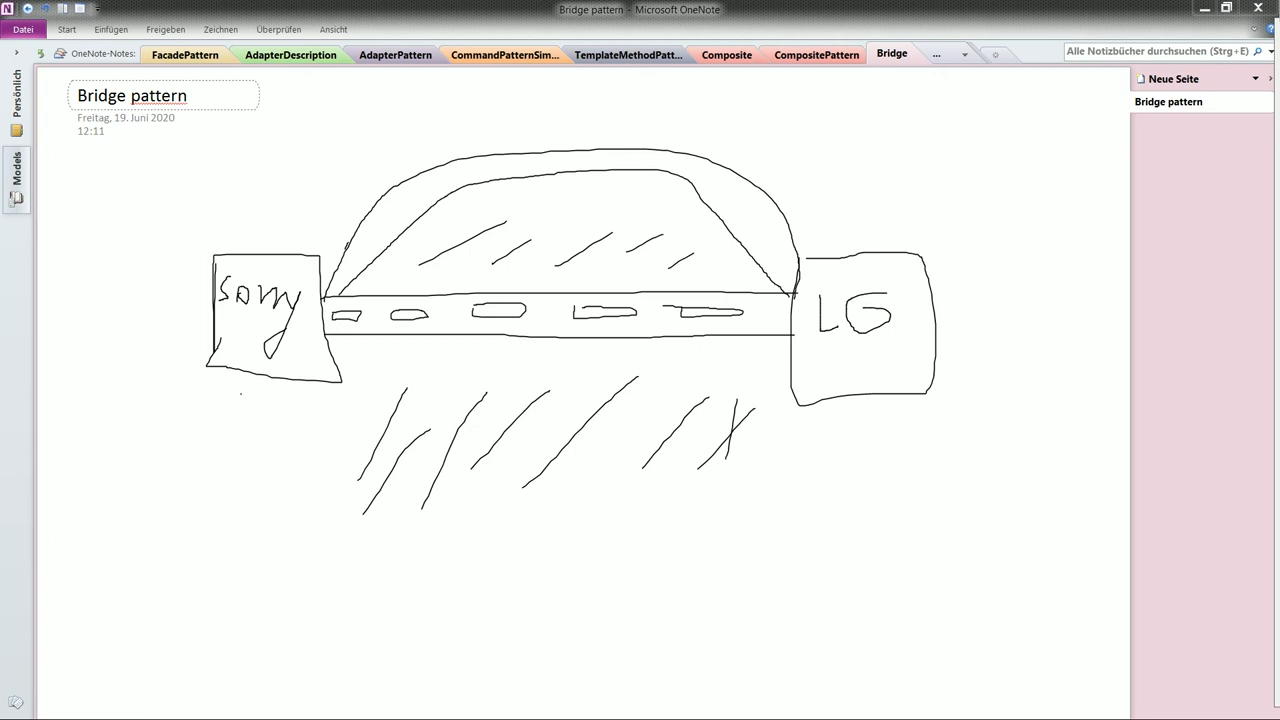 Bridge pattern - Microsoft OneNote
Datei Start Einfügen Freigeben Zeichnen Überprüfen Ansicht
OneNote-Notes: FacadePattern AdapterDescription AdapterPattern CommandPatternSim... TemplateMethodPatt... Composite CompositePattern Bridge ... Alle Notizbücher durchsuchen (Strg+E)
Persönlich
Models
Neue Seite
Bridge pattern
Bridge pattern
Freitag, 19. Juni 2020
12:11
Sony
LG